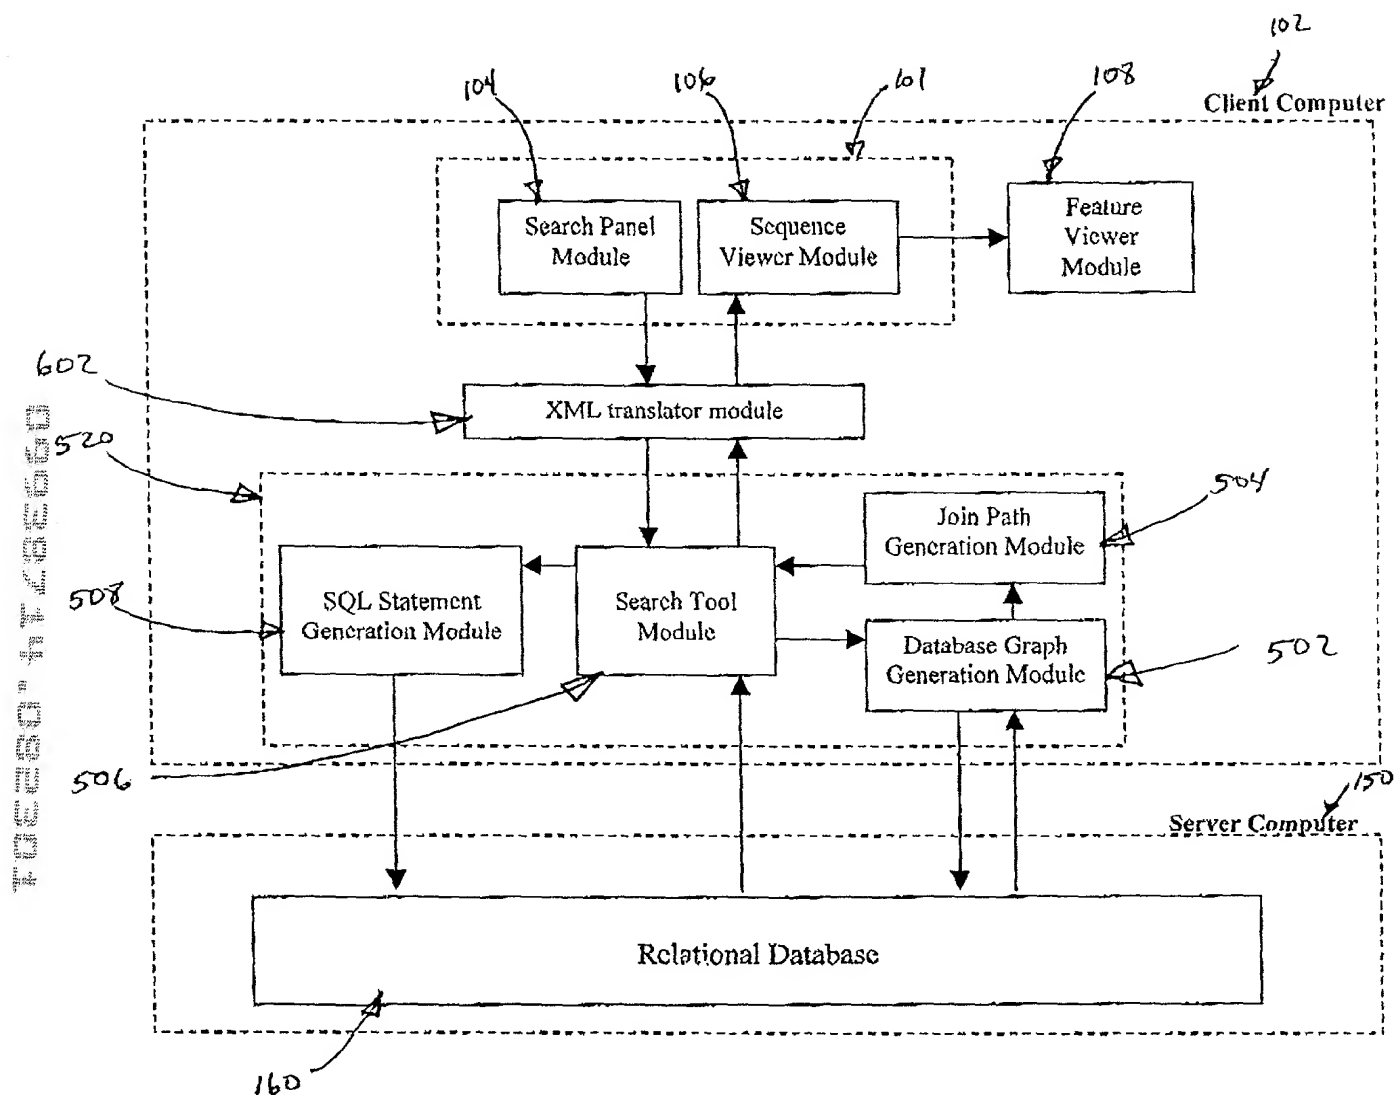 102
104
106
101
108
Client Computer
Search Panel
Module
Sequence
Viewer Module
Feature
Viewer
Module
602
XML translator module
520
504
Join Path
Generation Module
508
SQL Statement
Generation Module
Search Tool
Module
Database Graph
Generation Module
502
506
150
Server Computer
Relational Database
160